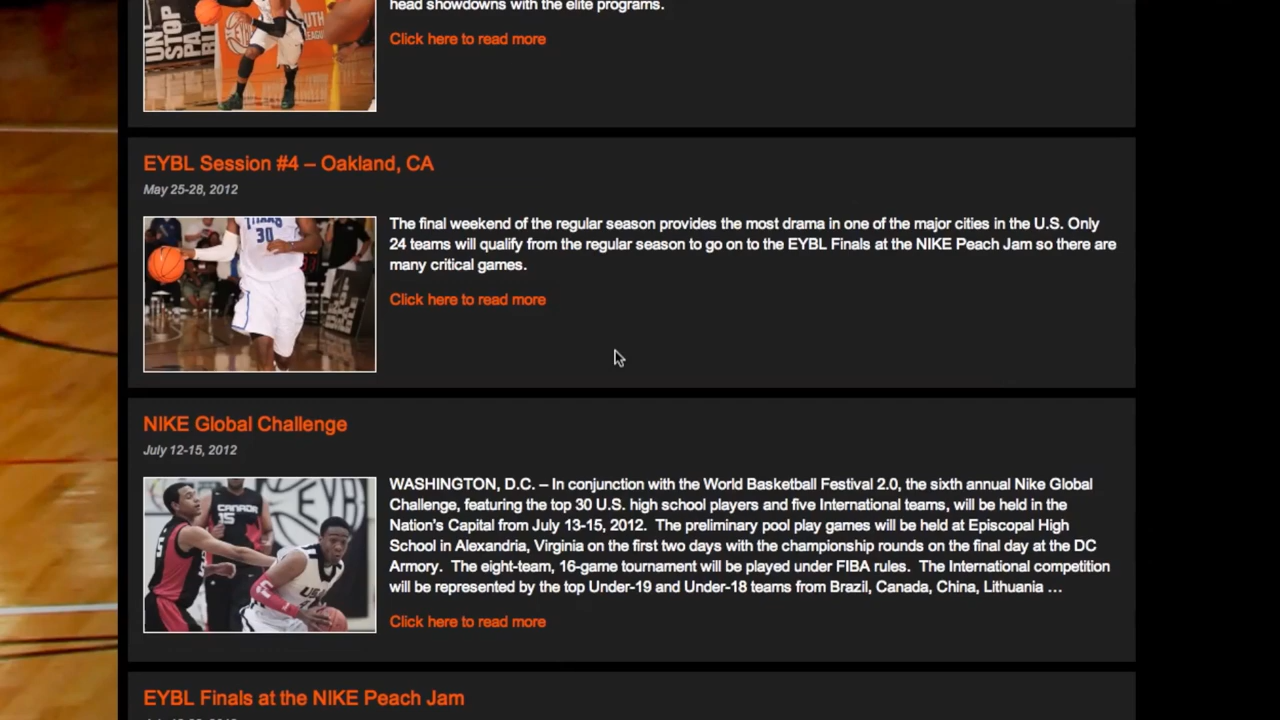 head showdowns with the elite programs.
Click here to read more
UN
STOP
PA
BL
UTH
LEAGUE
EYBL Session #4 – Oakland, CA
May 25-28, 2012
30
The final weekend of the regular season provides the most drama in one of the major cities in the U.S. Only
24 teams will qualify from the regular season to go on to the EYBL Finals at the NIKE Peach Jam so there are
many critical games.
Click here to read more
NIKE Global Challenge
July 12-15, 2012
CANADA
15
EYB
WASHINGTON, D.C. – In conjunction with the World Basketball Festival 2.0, the sixth annual Nike Global
Challenge, featuring the top 30 U.S. high school players and five International teams, will be held in the
Nation's Capital from July 13-15, 2012. The preliminary pool play games will be held at Episcopal High
School in Alexandria, Virginia on the first two days with the championship rounds on the final day at the DC
Armory. The eight-team, 16-game tournament will be played under FIBA rules. The International competition
will be represented by the top Under-19 and Under-18 teams from Brazil, Canada, China, Lithuania …
Click here to read more
EYBL Finals at the NIKE Peach Jam